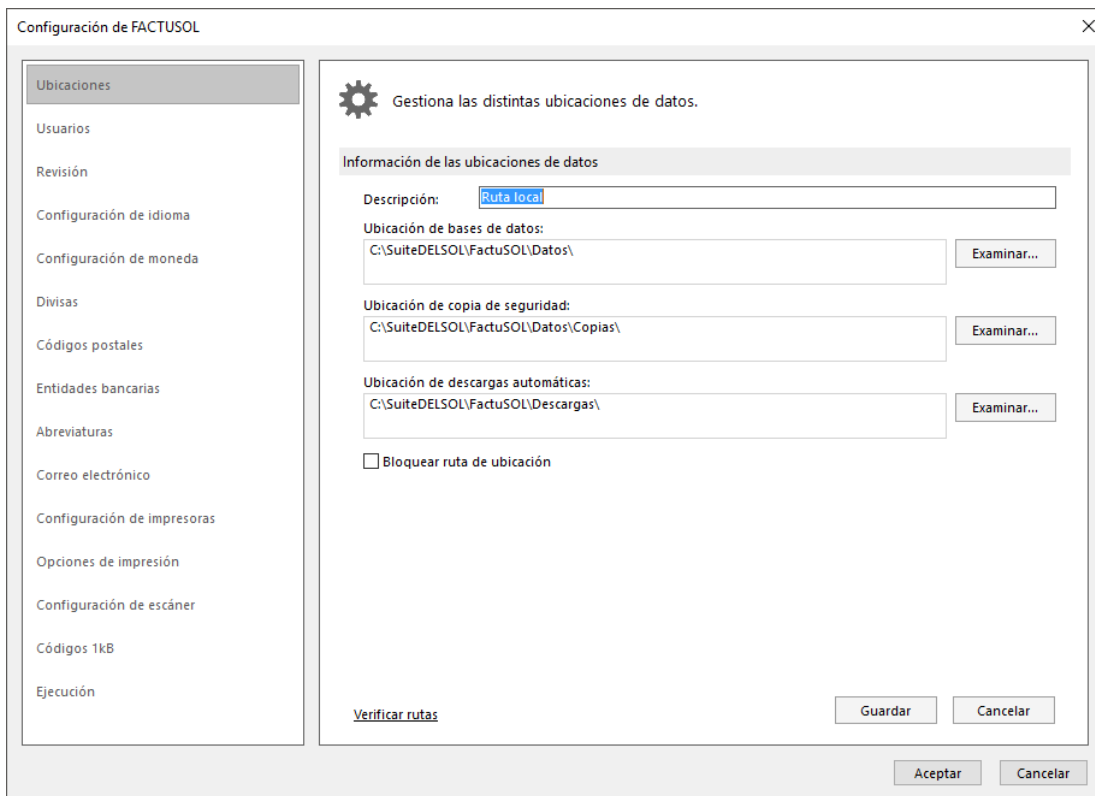 Configuración de FACTUSOL
Ubicaciones
Usuarios
Revisión
Configuración de idioma
Configuración de moneda
Divisas
Códigos postales
Entidades bancarias
Abreviaturas
Correo electrónico
Configuración de impresoras
Opciones de impresión
Configuración de escáner
Códigos 1kB
Ejecución
Gestiona las distintas ubicaciones de datos.
Información de las ubicaciones de datos
Descripción: Ruta local
Ubicación de bases de datos:
C:\SuiteDELSOL\FactuSOL\Datos\
Examinar...
Ubicación de copia de seguridad:
C:\SuiteDELSOL\FactuSOL\Datos\Copias\
Examinar...
Ubicación de descargas automáticas:
C:\SuiteDELSOL\FactuSOL\Descargas\
Examinar...
Bloquear ruta de ubicación
Verificar rutas
Guardar Cancelar
Aceptar Cancelar